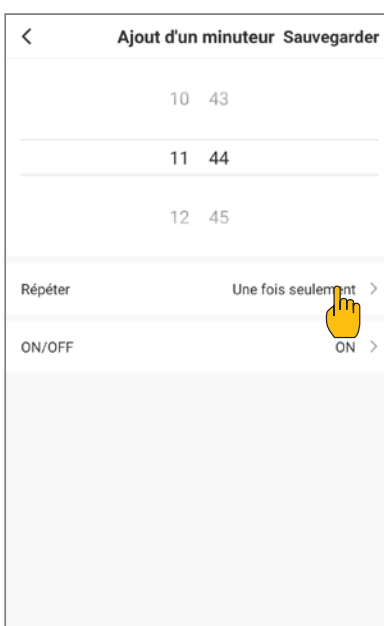 Ajout d'un minuteur Sauvegarder
10 43
11 44
12 45
Répéter Une fois seulement
ON/OFF ON